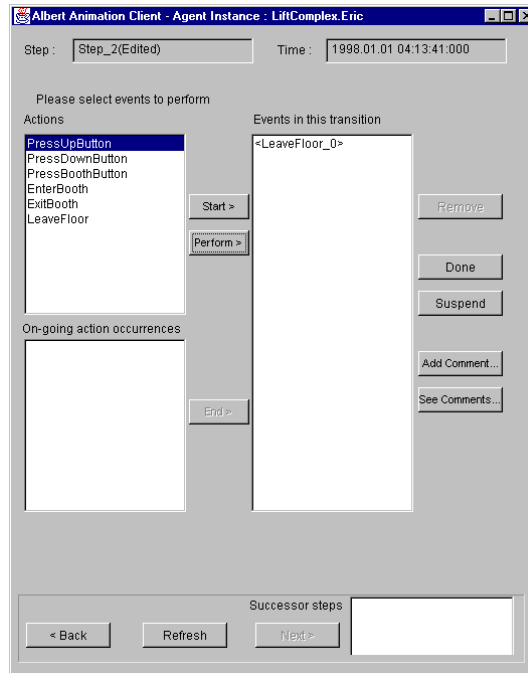 Albert Animation Client - Agent Instance : LiftComplex.Eric
Step : Step_2(Edited) Time : 1998.01.01 04:13:41:000
Please select events to perform
Actions Events in this transition
PressUpButton <LeaveFloor_0>
PressDownButton
PressBoothButton
EnterBooth
ExitBooth
LeaveFloor
Start > Remove
Perform >
Done
Suspend
On-going action occurrences
Add Comment...
See Comments...
End >
Successor steps
< Back Refresh Next >